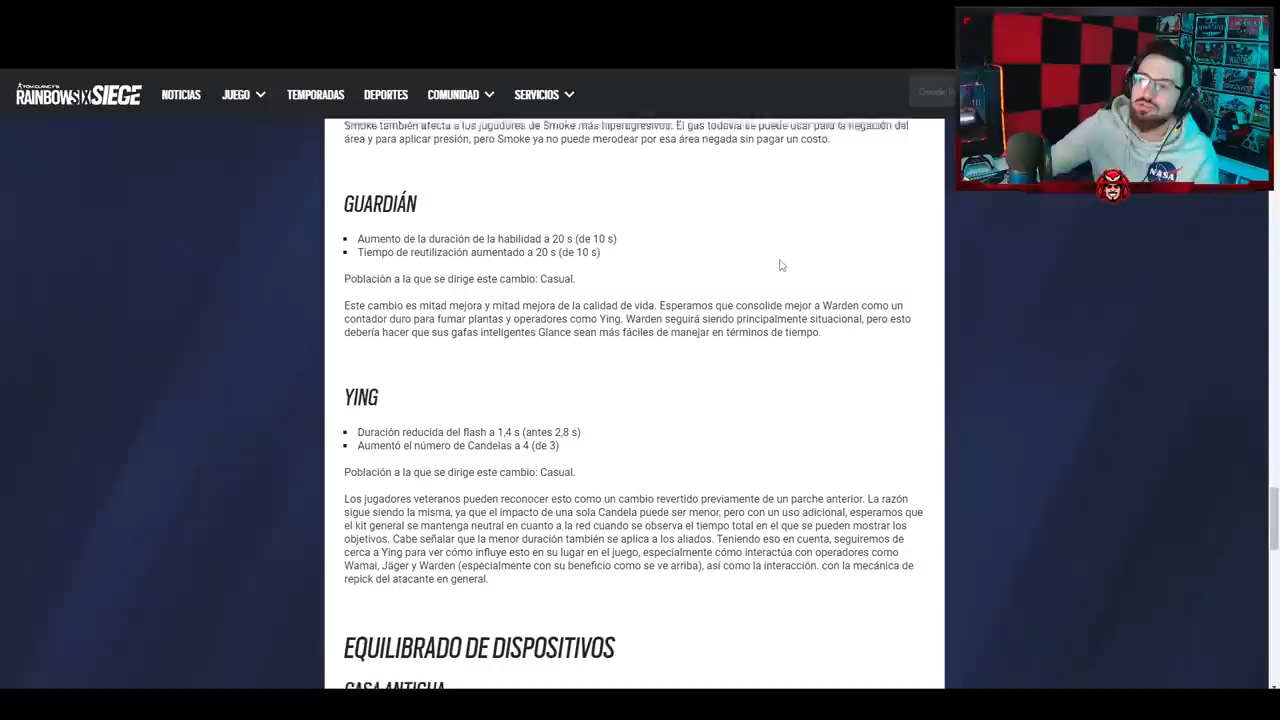 TOM CLANCY'S
RAINBOWSIX SIEGE
NOTICIAS
JUEGO
TEMPORADAS
DEPORTES
COMUNIDAD
SERVICIOS
Google
Smoke también afecta a los jugadores de Smoke más hiperagresivos. El gas todavía se puede usar para la negación del
área y para aplicar presión, pero Smoke ya no puede merodear por esa área negada sin pagar un costo.
GUARDIÁN
▪ Aumento de la duración de la habilidad a 20 s (de 10 s)
▪ Tiempo de reutilización aumentado a 20 s (de 10 s)
Población a la que se dirige este cambio: Casual.
Este cambio es mitad mejora y mitad mejora de la calidad de vida. Esperamos que consolide mejor a Warden como un
contador duro para fumar plantas y operadores como Ying. Warden seguirá siendo principalmente situacional, pero esto
debería hacer que sus gafas inteligentes Glance sean más fáciles de manejar en términos de tiempo.
YING
▪ Duración reducida del flash a 1,4 s (antes 2,8 s)
▪ Aumentó el número de Candelas a 4 (de 3)
Población a la que se dirige este cambio: Casual.
Los jugadores veteranos pueden reconocer esto como un cambio revertido previamente de un parche anterior. La razón
sigue siendo la misma, ya que el impacto de una sola Candela puede ser menor, pero con un uso adicional, esperamos que
el kit general se mantenga neutral en cuanto a la red cuando se observa el tiempo total en el que se pueden mostrar los
objetivos. Cabe señalar que la menor duración también se aplica a los aliados. Teniendo eso en cuenta, seguiremos de
cerca a Ying para ver cómo influye esto en su lugar en el juego, especialmente cómo interactúa con operadores como
Wamai, Jäger y Warden (especialmente con su beneficio como se ve arriba), así como la interacción. con la mecánica de
repick del atacante en general.
EQUILIBRADO DE DISPOSITIVOS
CASA ANTIGUA
NASA